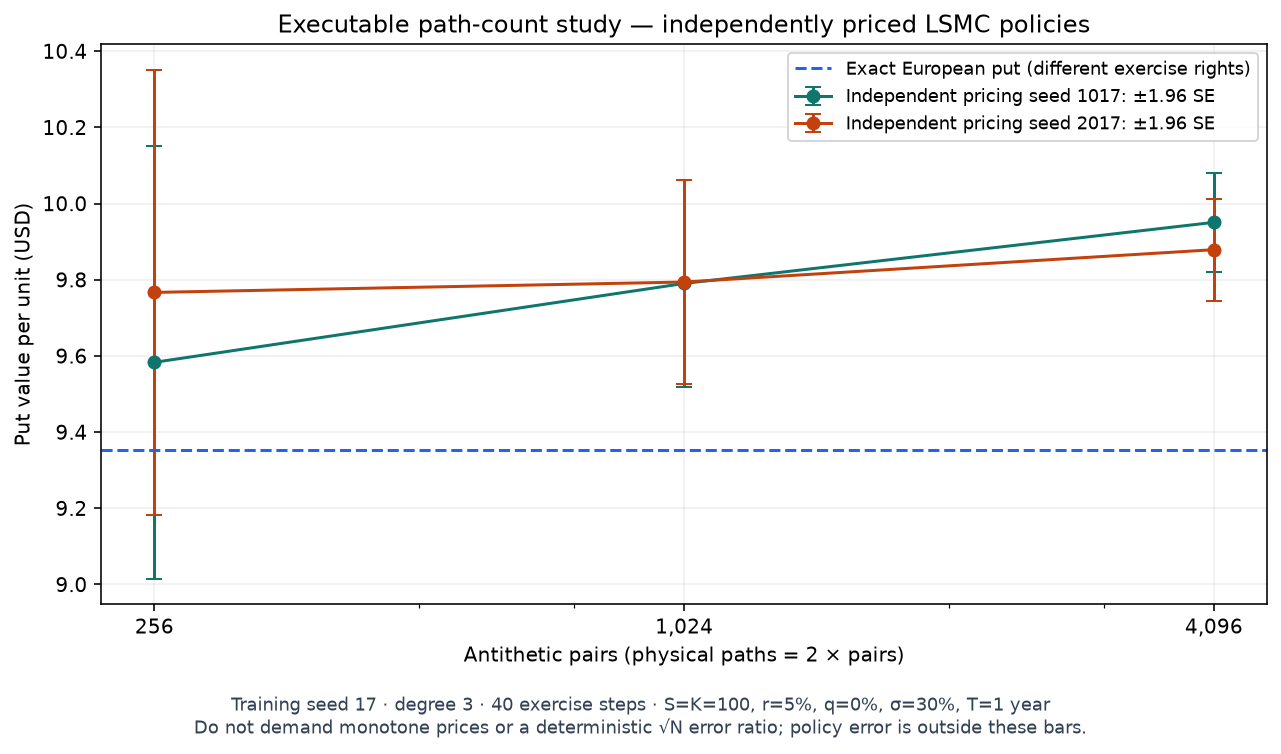 Executable path-count study — independently priced LSMC policies
Exact European put (different exercise rights)
Independent pricing seed 1017: ±1.96 SE
Independent pricing seed 2017: ±1.96 SE
Put value per unit (USD)
10.4
10.2
10.0
9.8
9.6
9.4
9.2
9.0
256
1,024
4,096
Antithetic pairs (physical paths = 2 × pairs)
Training seed 17 · degree 3 · 40 exercise steps · S=K=100, r=5%, q=0%, σ=30%, T=1 year
Do not demand monotone prices or a deterministic √N error ratio; policy error is outside these bars.